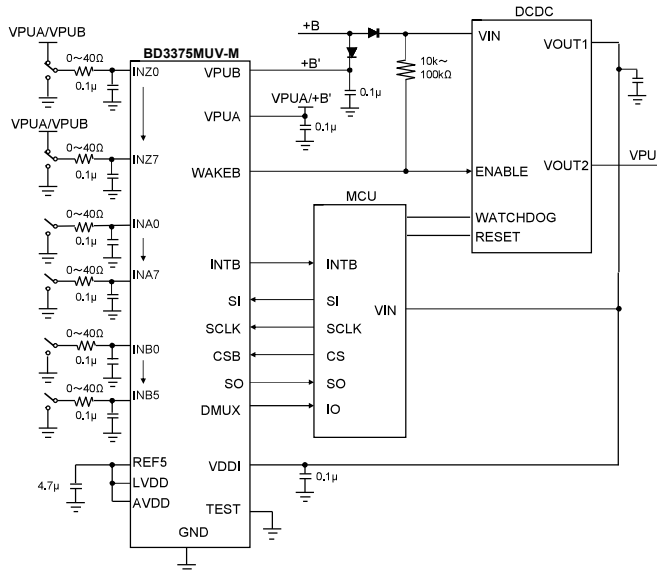 BD3375MUV-M
VPUA/VPUB
0～40Ω
0.1μ
INZ0
VPUA/VPUB
0～40Ω
0.1μ
INZ7
0～40Ω
0.1μ
INA0
0～40Ω
0.1μ
INA7
0～40Ω
0.1μ
INB0
0～40Ω
0.1μ
INB5
4.7μ
REF5
LVDD
AVDD
GND
VPUB
VPUA
WAKEB
INTB
SI
SCLK
CSB
SO
DMUX
VDDI
TEST
+B
+B'
0.1μ
VPUA/+B'
0.1μ
10k～
100kΩ
0.1μ
MCU
INTB
SI
SCLK
CS
SO
IO
VIN
DCDC
VIN
VOUT1
ENABLE
VOUT2
WATCHDOG
RESET
VPU